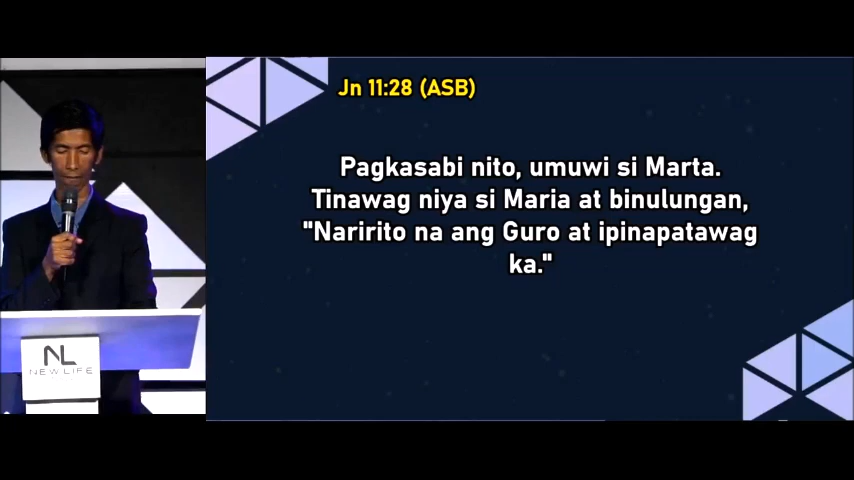 Jn 11:28 (ASB)
Pagkasabi nito, umuwi si Marta.
Tinawag niya si Maria at binulungan,
"Naririto na ang Guro at ipinapatawag
ka."
NL
NEW LIFE